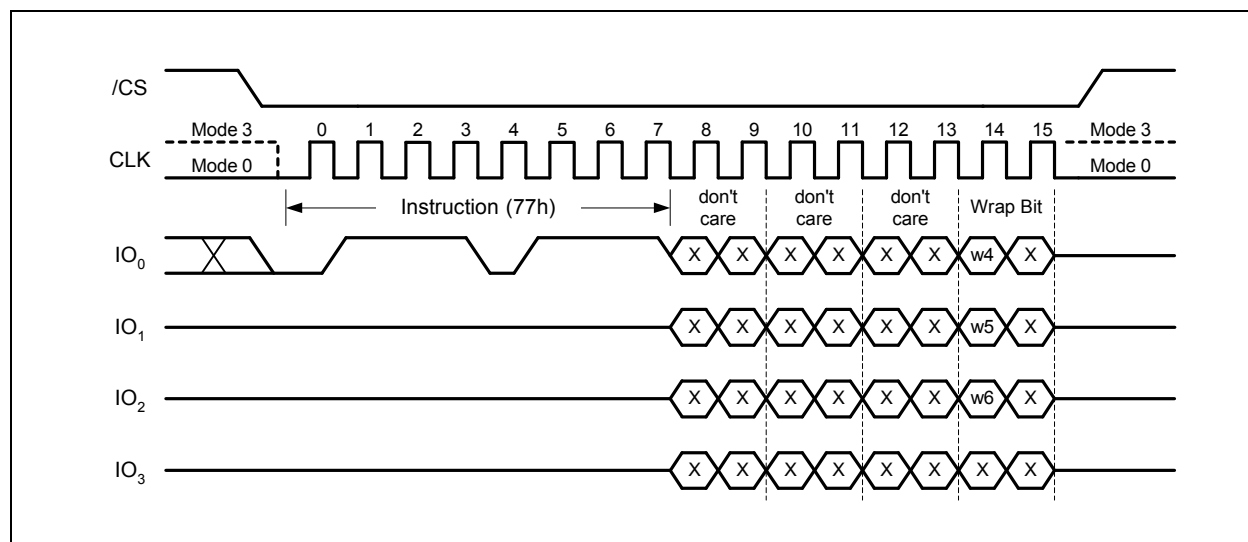 /CS
Mode 3 0 1 2 3 4 5 6 7 8 9 10 11 12 13 14 15 Mode 3
CLK Mode 0 Mode 0
Instruction (77h) don't care don't care don't care Wrap Bit
IO0 X X X X X X w4 X
IO1 X X X X X X w5 X
IO2 X X X X X X w6 X
IO3 X X X X X X X X